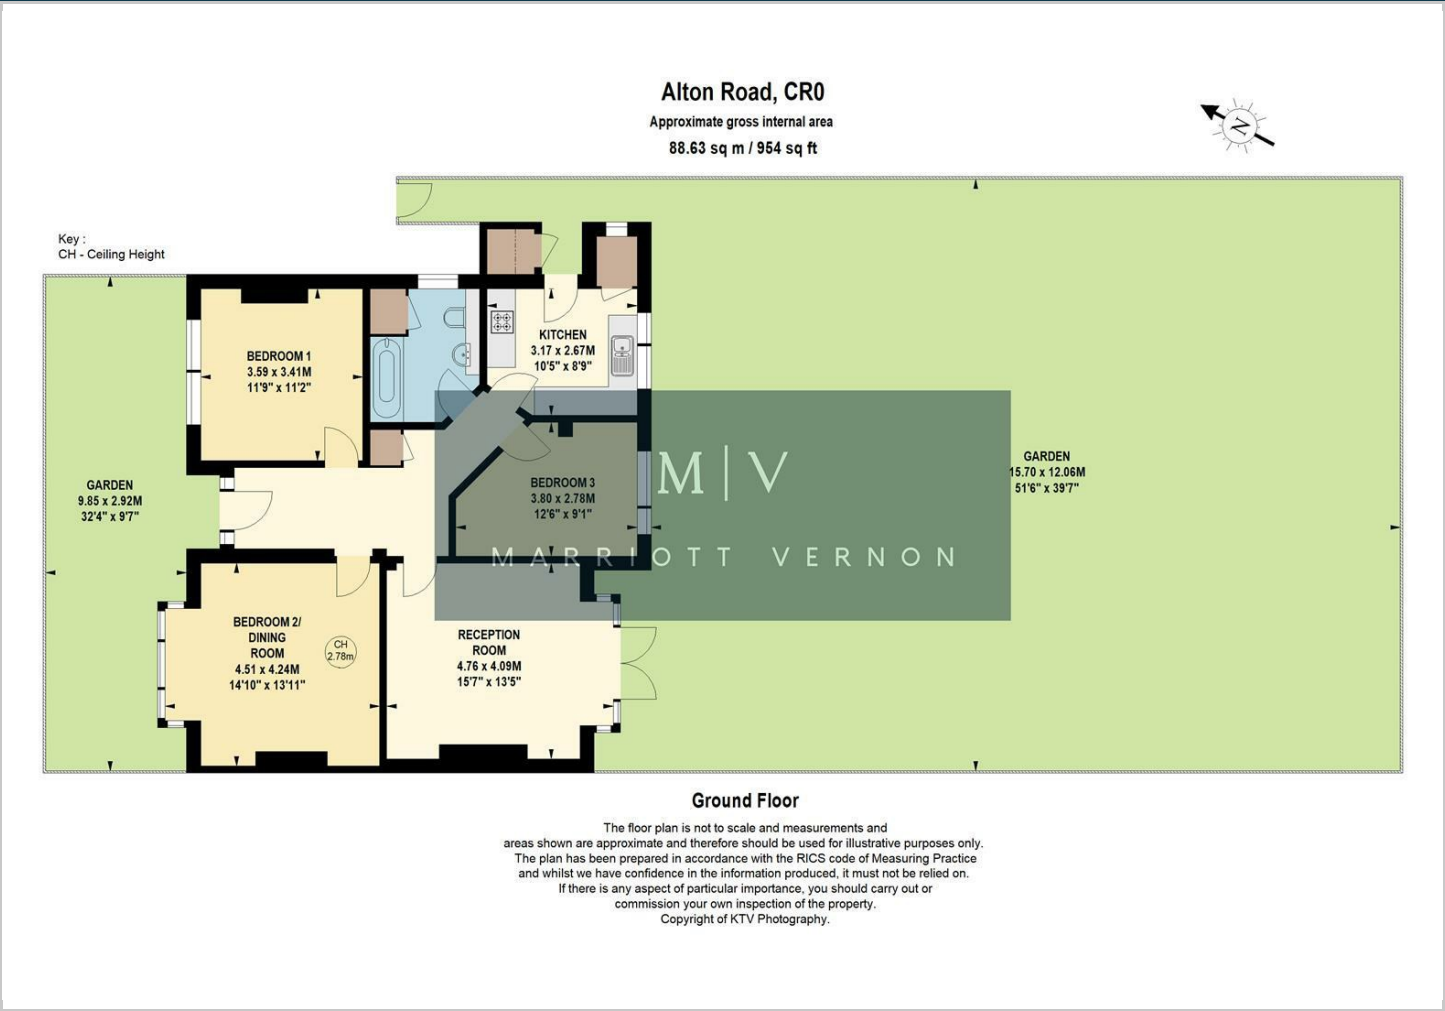 Alton Road, CR0
Approximate gross internal area
88.63 sq m / 954 sq ft
N
Key :
CH - Ceiling Height
BEDROOM 1
3.59 x 3.41M
11'9" x 11'2"
KITCHEN
3.17 x 2.67M
10'5" x 8'9"
GARDEN
9.85 x 2.92M
32'4" x 9'7"
BEDROOM 3
3.80 x 2.78M
12'6" x 9'1"
M|V
MARRIOTT VERNON
GARDEN
15.70 x 12.06M
51'6" x 39'7"
BEDROOM 2/
DINING
ROOM
4.51 x 4.24M
14'10" x 13'11"
CH
2.78m
RECEPTION
ROOM
4.76 x 4.09M
15'7" x 13'5"
Ground Floor
The floor plan is not to scale and measurements and
areas shown are approximate and therefore should be used for illustrative purposes only.
The plan has been prepared in accordance with the RICS code of Measuring Practice
and whilst we have confidence in the information produced, it must not be relied on.
If there is any aspect of particular importance, you should carry out or
commission your own inspection of the property.
Copyright of KTV Photography.